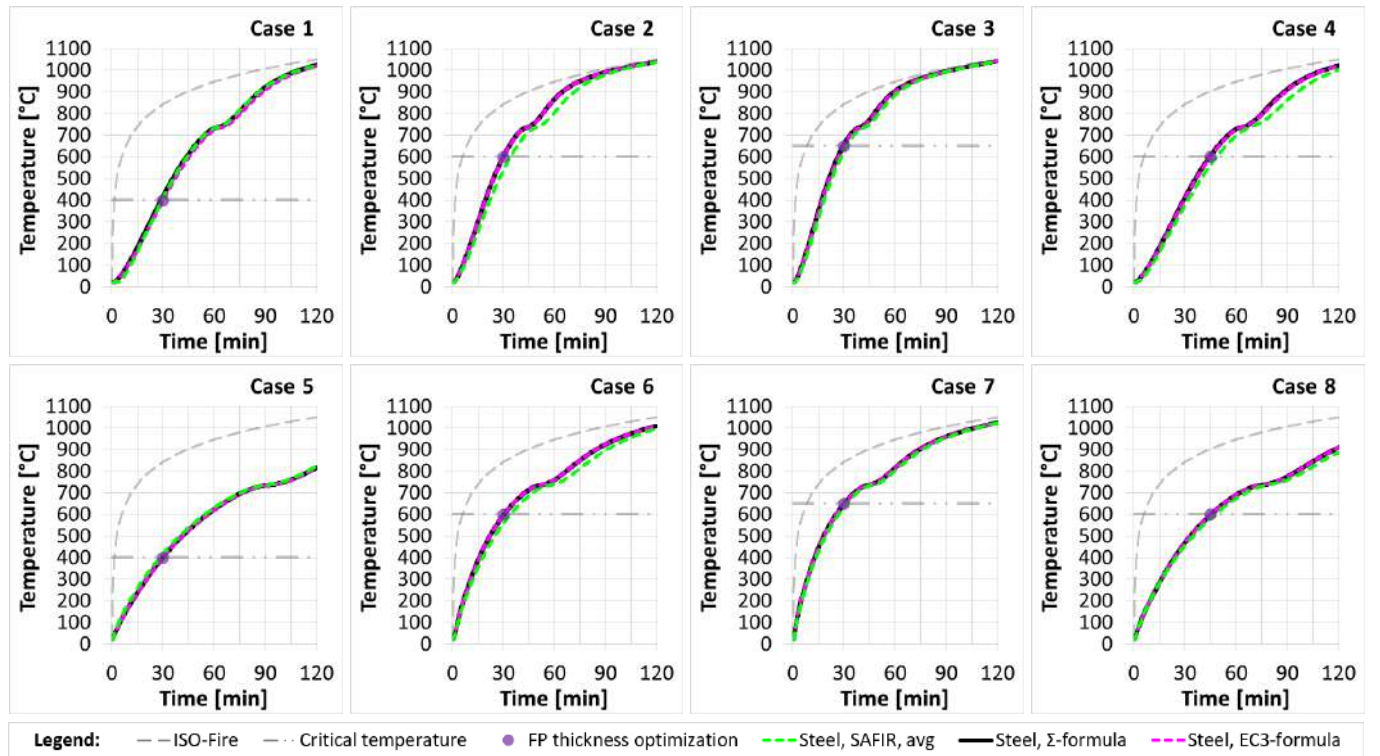 Case 1
Temperature [°C]
1100
1000
900
800
700
600
500
400
300
200
100
0
0 30 60 90 120
Time [min]
Case 2
Temperature [°C]
1100
1000
900
800
700
600
500
400
300
200
100
0
0 30 60 90 120
Time [min]
Case 3
Temperature [°C]
1100
1000
900
800
700
600
500
400
300
200
100
0
0 30 60 90 120
Time [min]
Case 4
Temperature [°C]
1100
1000
900
800
700
600
500
400
300
200
100
0
0 30 60 90 120
Time [min]
Case 5
Temperature [°C]
1100
1000
900
800
700
600
500
400
300
200
100
0
0 30 60 90 120
Time [min]
Case 6
Temperature [°C]
1100
1000
900
800
700
600
500
400
300
200
100
0
0 30 60 90 120
Time [min]
Case 7
Temperature [°C]
1100
1000
900
800
700
600
500
400
300
200
100
0
0 30 60 90 120
Time [min]
Case 8
Temperature [°C]
1100
1000
900
800
700
600
500
400
300
200
100
0
0 30 60 90 120
Time [min]
Legend: ISO-Fire Critical temperature FP thickness optimization Steel, SAFIR, avg Steel, Σ-formula Steel, EC3-formula